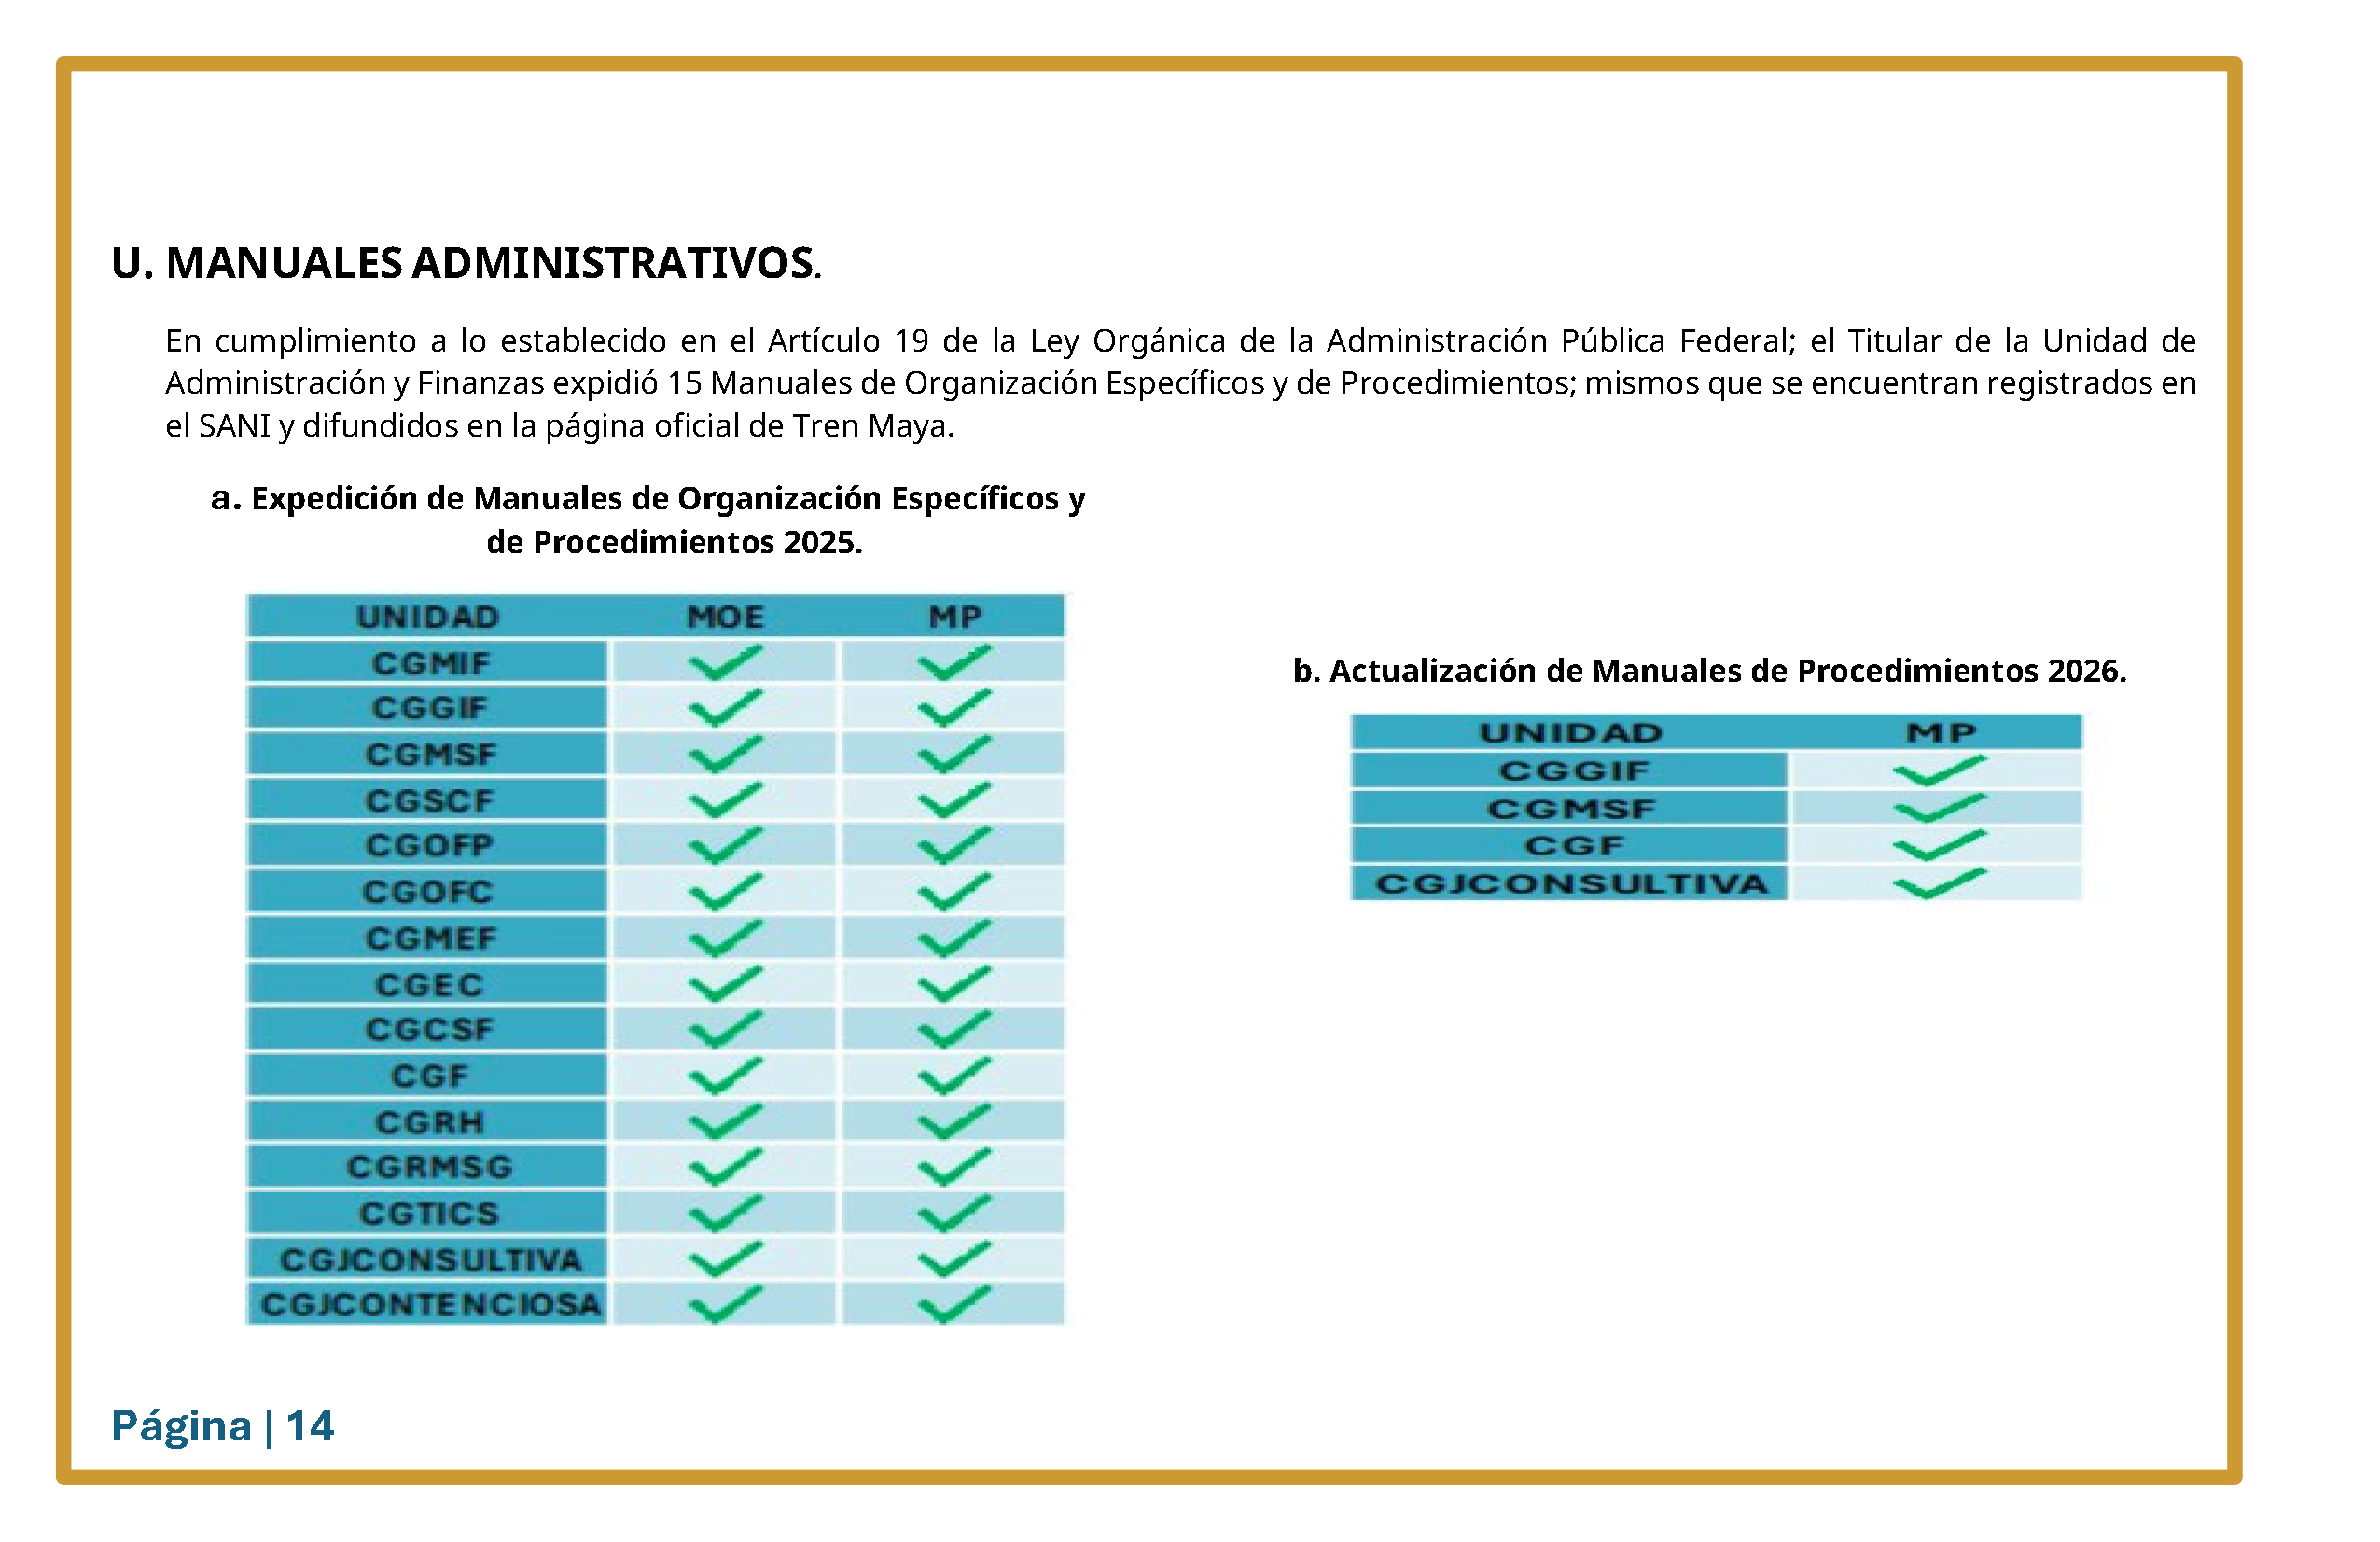 U. MANUALES ADMINISTRATIVOS.
En cumplimiento a lo establecido en el Artículo 19 de la Ley Orgánica de la Administración Pública Federal; el Titular de la Unidad de
Administración y Finanzas expidió 15 Manuales de Organización Específicos y de Procedimientos; mismos que se encuentran registrados en
el SANI y difundidos en la página oficial de Tren Maya.
a. Expedición de Manuales de Organización Específicos y
de Procedimientos 2025.
UNIDAD MOE MP
CGMIF ✓ ✓
CGGIF ✓ ✓
CGMSF ✓ ✓
CGSCF ✓ ✓
CGOFP ✓ ✓
CGOFC ✓ ✓
CGMEF ✓ ✓
CGEC ✓ ✓
CGCSF ✓ ✓
CGF ✓ ✓
CGRH ✓ ✓
CGRMSG ✓ ✓
CGTICS ✓ ✓
CGJCONSULTIVA ✓ ✓
CGJCONTENCIOSA ✓ ✓
b. Actualización de Manuales de Procedimientos 2026.
UNIDAD MP
CGGIF ✓
CGMSF ✓
CGF ✓
CGJCONSULTIVA ✓
Página | 14